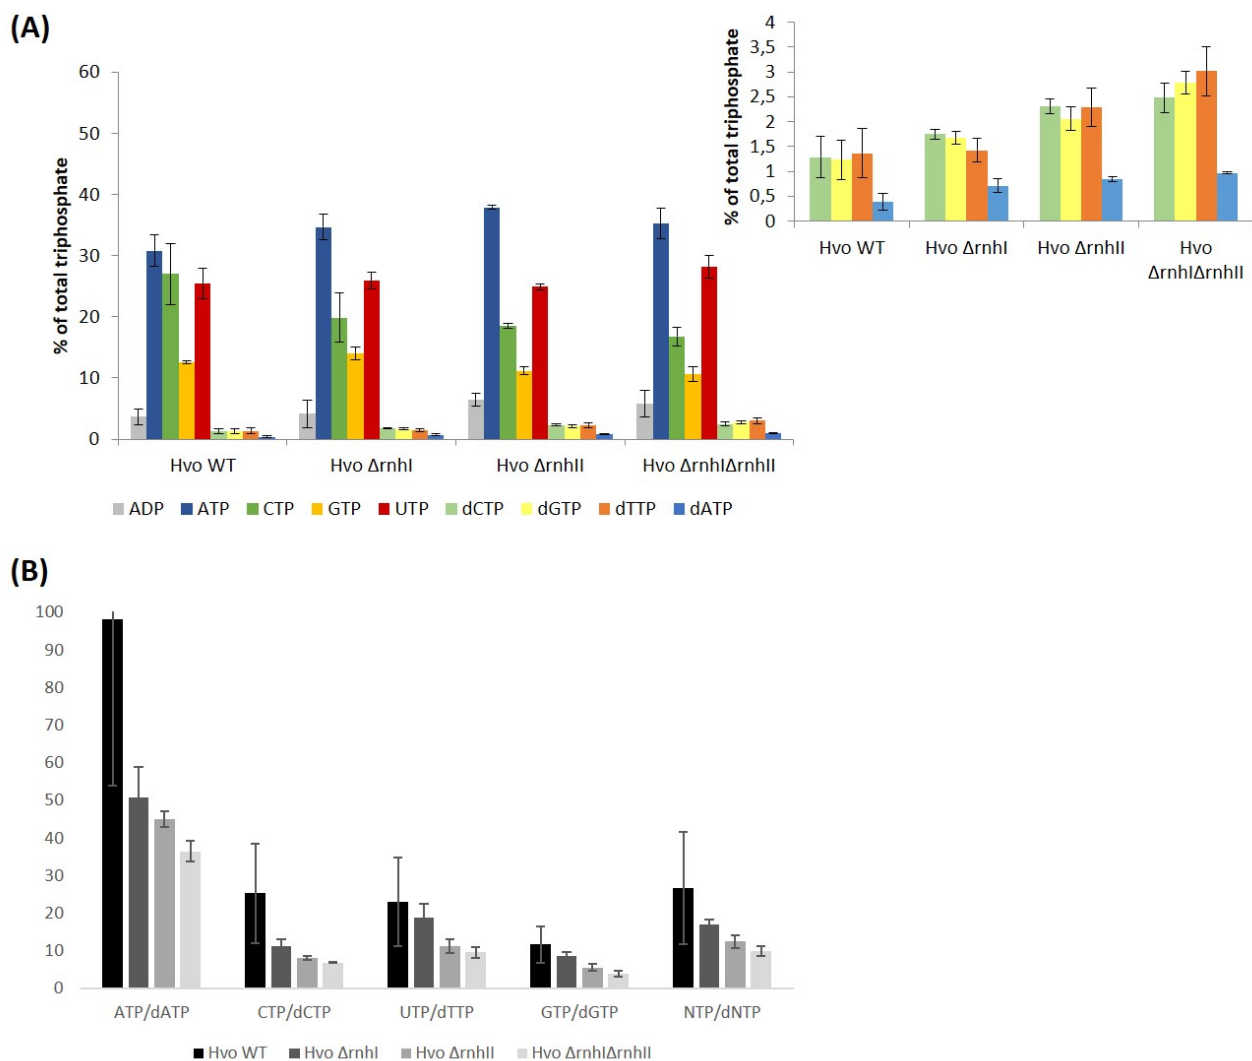 (A)
% of total triphosphate
60
50
40
30
20
10
0
Hvo WT
Hvo ΔrnhI
Hvo ΔrnhII
Hvo ΔrnhIΔrnhII
ADP ATP CTP GTP UTP dCTP dGTP dTTP dATP
% of total triphosphate
4
3,5
3
2,5
2
1,5
1
0,5
0
Hvo WT
Hvo ΔrnhI
Hvo ΔrnhII
Hvo
ΔrnhIΔrnhII
(B)
100
90
80
70
60
50
40
30
20
10
0
ATP/dATP
CTP/dCTP
UTP/dTTP
GTP/dGTP
NTP/dNTP
Hvo WT Hvo ΔrnhI Hvo ΔrnhII Hvo ΔrnhIΔrnhII